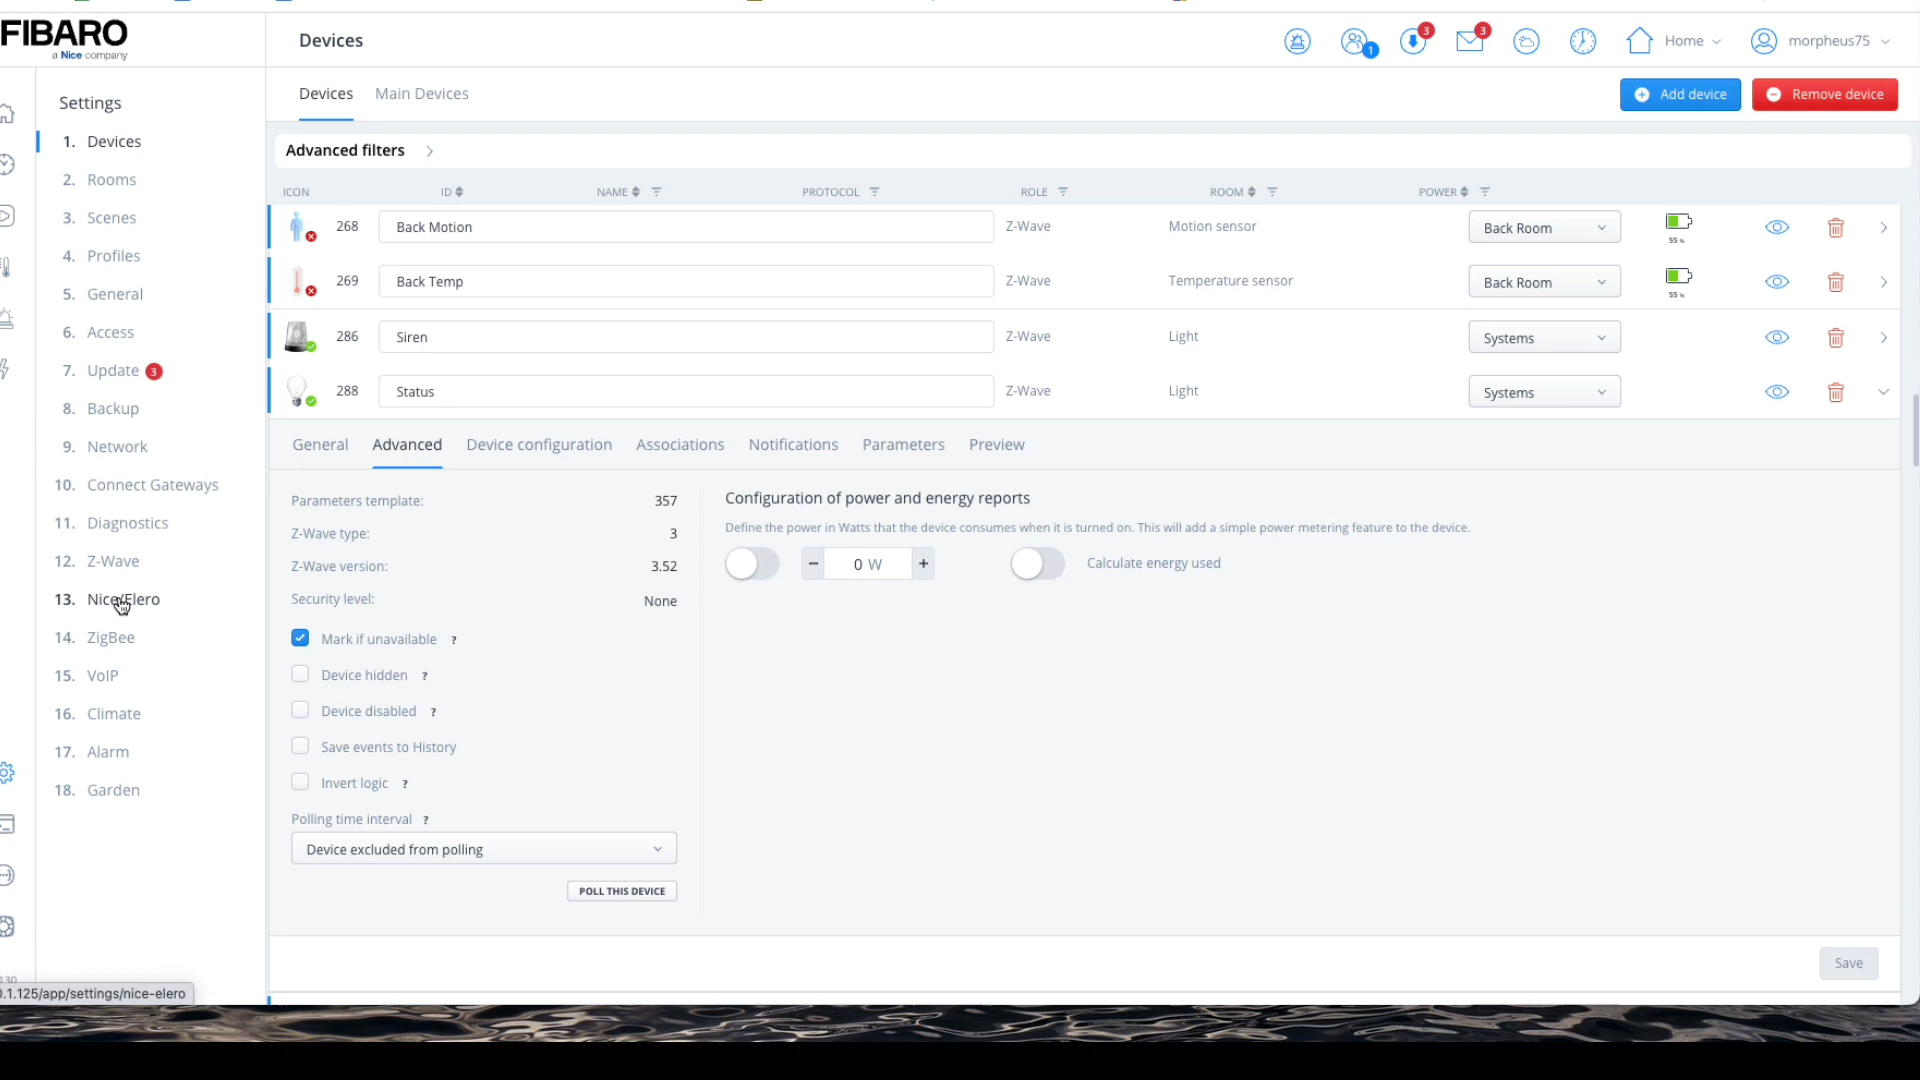 FIBARO
a Nice company
Devices
1
3
3
Home
morpheus75
Settings
1. Devices
2. Rooms
3. Scenes
4. Profiles
5. General
6. Access
7. Update 3
8. Backup
9. Network
10. Connect Gateways
11. Diagnostics
12. Z-Wave
13. Nice/Elero
14. ZigBee
15. VoIP
16. Climate
17. Alarm
18. Garden
Devices Main Devices
Add device Remove device
Advanced filters
ICON ID NAME PROTOCOL ROLE ROOM POWER
268 Back Motion Z-Wave Motion sensor Back Room 55 %
269 Back Temp Z-Wave Temperature sensor Back Room 55 %
286 Siren Z-Wave Light Systems
288 Status Z-Wave Light Systems
General Advanced Device configuration Associations Notifications Parameters Preview
Parameters template: 357
Z-Wave type: 3
Z-Wave version: 3.52
Security level: None
Mark if unavailable ?
Device hidden ?
Device disabled ?
Save events to History
Invert logic ?
Polling time interval ?
Device excluded from polling
POLL THIS DEVICE
Configuration of power and energy reports
Define the power in Watts that the device consumes when it is turned on. This will add a simple power metering feature to the device.
− 0 W + Calculate energy used
Save
.1.125/app/settings/nice-elero